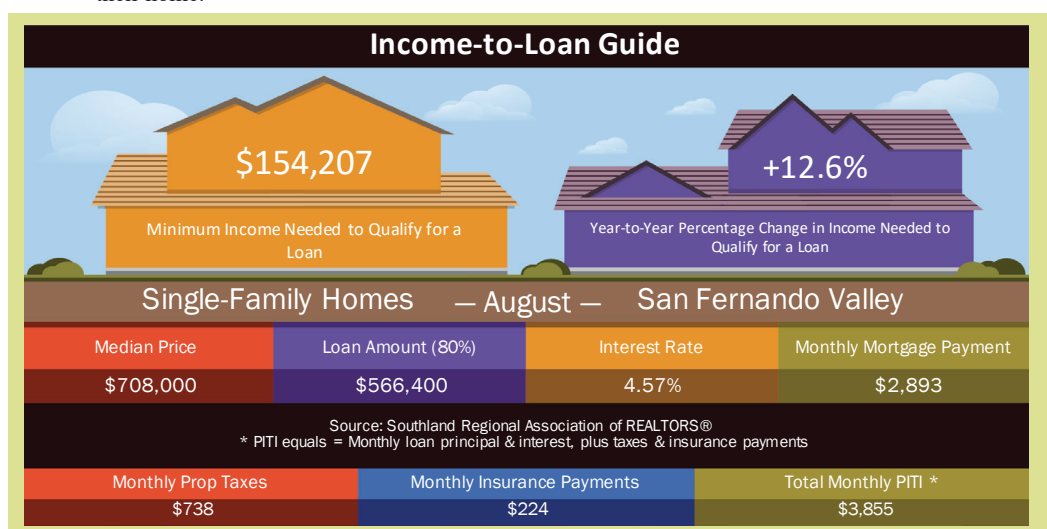 Income-to-Loan Guide
$154,207
+12.6%
Minimum Income Needed to Qualify for a
Loan
Year-to-Year Percentage Change in Income Needed to
Qualify for a Loan
Single-Family Homes — August — San Fernando Valley
Median Price Loan Amount (80%) Interest Rate Monthly Mortgage Payment
$708,000 $566,400 4.57% $2,893
Source: Southland Regional Association of REALTORS®
* PITI equals = Monthly loan principal & interest, plus taxes & insurance payments
Monthly Prop Taxes Monthly Insurance Payments Total Monthly PITI *
$738 $224 $3,855